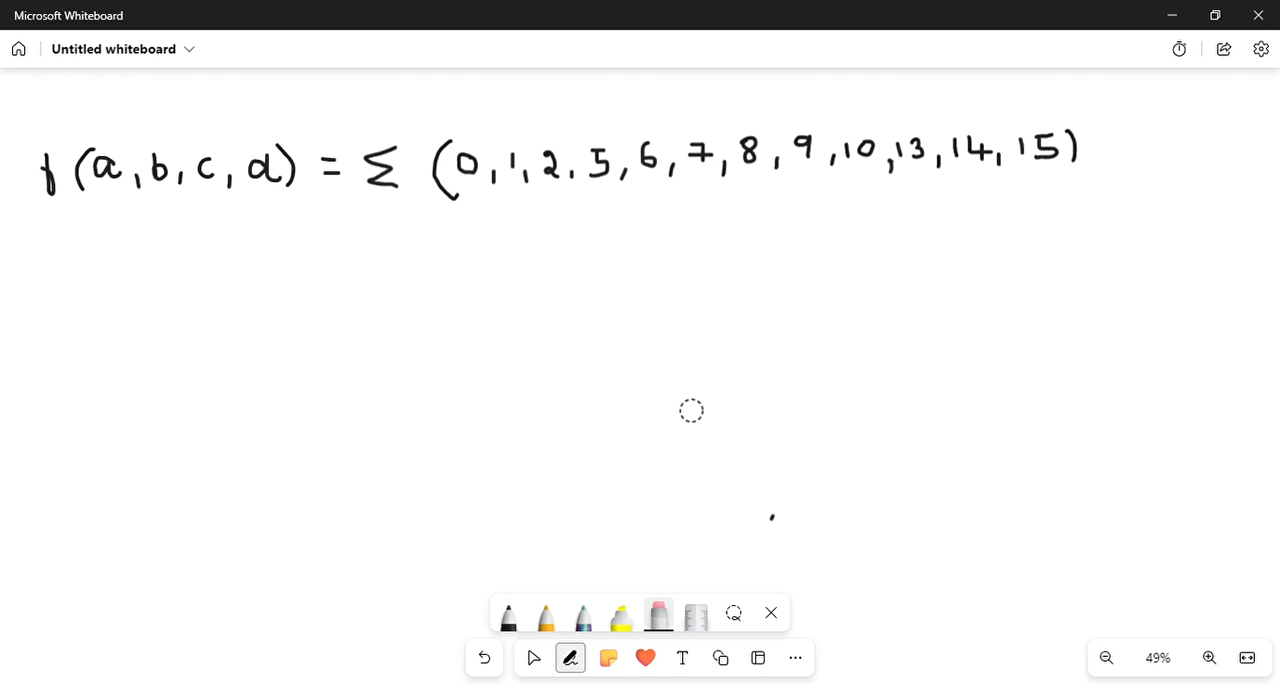 Microsoft Whiteboard
Untitled whiteboard
f (a, b, c, d) = Σ (0, 1, 2, 5, 6, 7, 8, 9, 10, 13, 14, 15)
49%